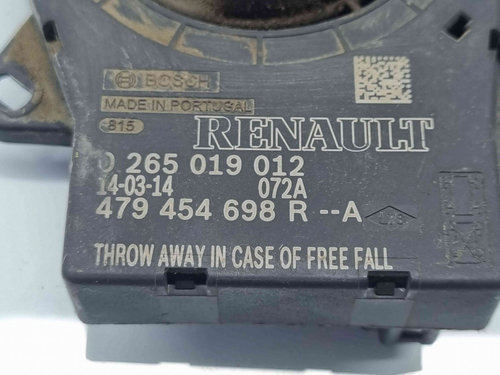 BOSCH
MADE IN PORTUGAL
815
RENAULT
0 265 019 012
14-03-14 072A
479 454 698 R --A
THROW AWAY IN CASE OF FREE FALL